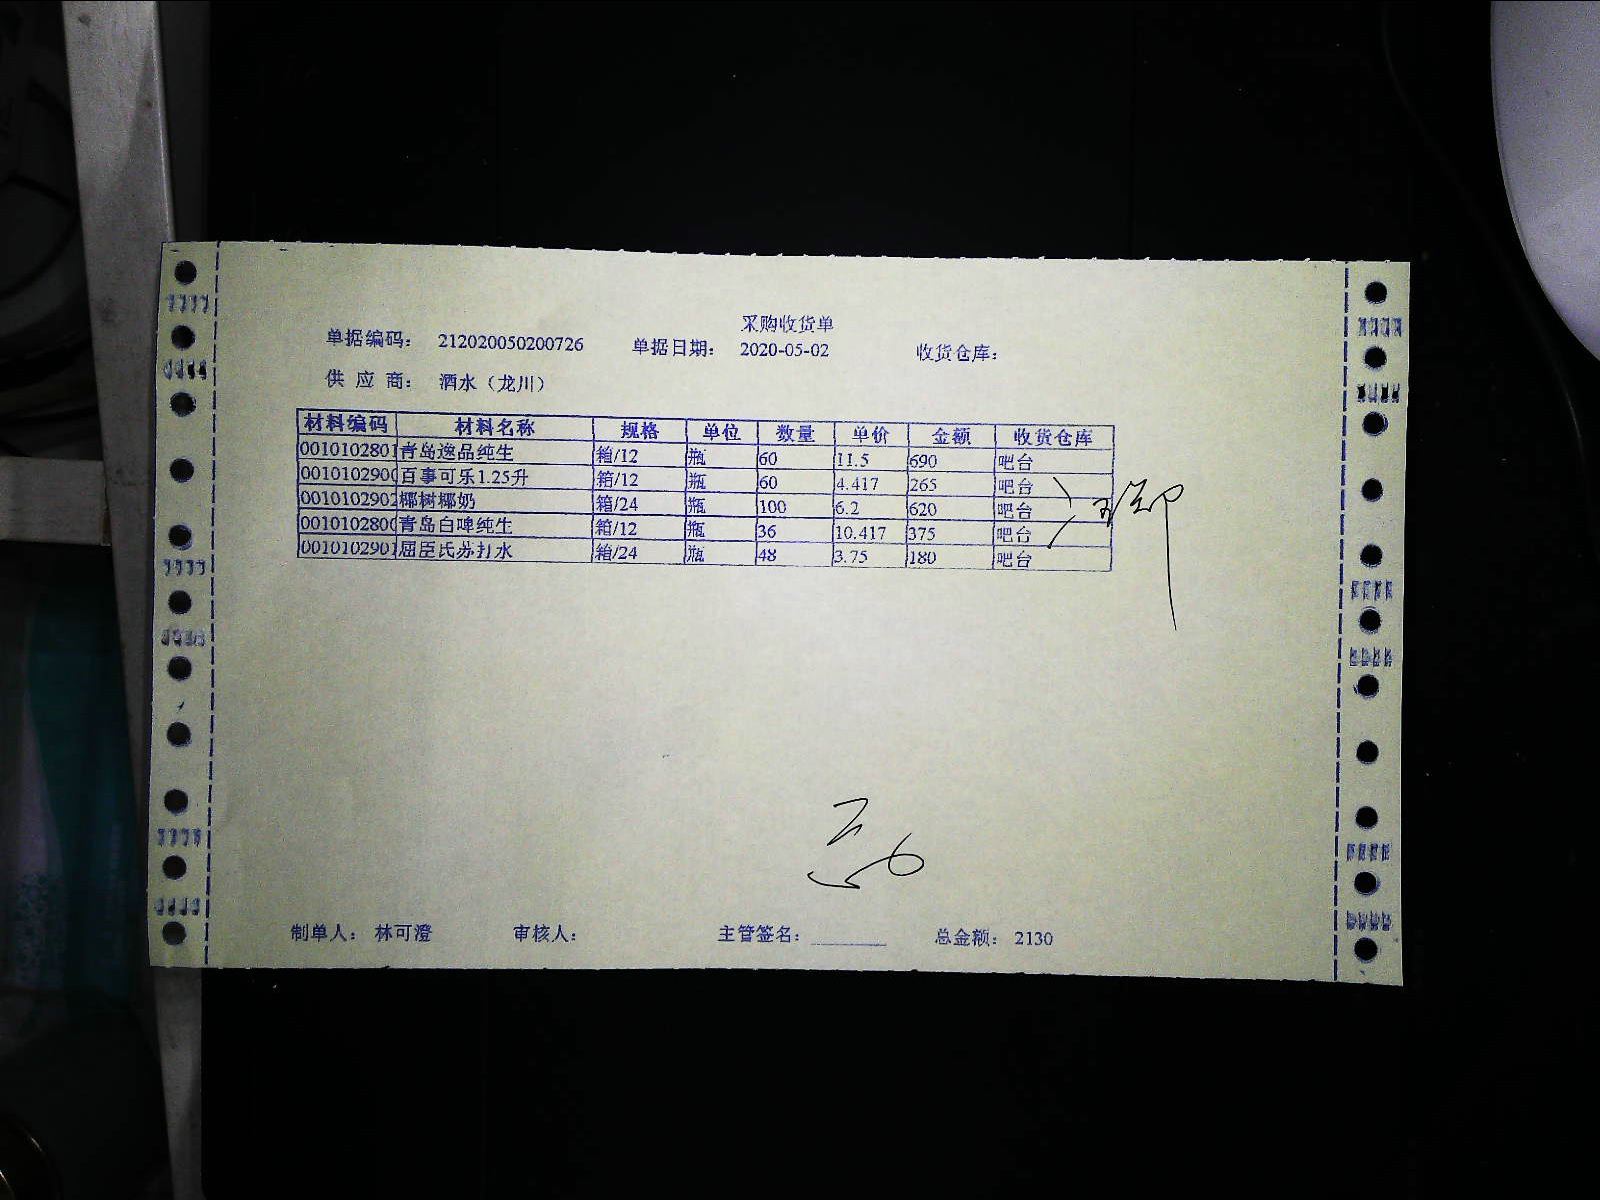 采购收货单
单据编码： 212020050200726 单据日期： 2020-05-02 收货仓库：
供 应 商： 酒水（龙川）
材料编码 材料名称 规格 单位 数量 单价 金额 收货仓库
0010102801 青岛逸品纯生 箱/12 瓶 60 11.5 690 吧台
001010290 百事可乐1.25升 箱/12 瓶 60 4.417 265 吧台
0010102902 椰树椰奶 箱/24 瓶 100 6.2 620 吧台
001010280 青岛白啤纯生 箱/12 瓶 36 10.417 375 吧台
0010102901 屈臣氏苏打水 箱/24 瓶 48 3.75 180 吧台
制单人： 林可澄 审核人： 主管签名： 总金额： 2130